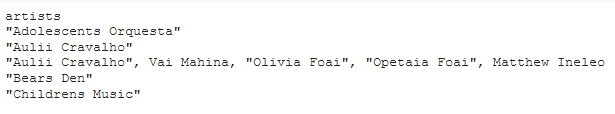 artists
"Adolescents Orquesta"
"Aulii Cravalho"
"Aulii Cravalho", Vai Mahina, "Olivia Foai", "Opetaia Foai", Matthew Ineleo
"Bears Den"
"Childrens Music"